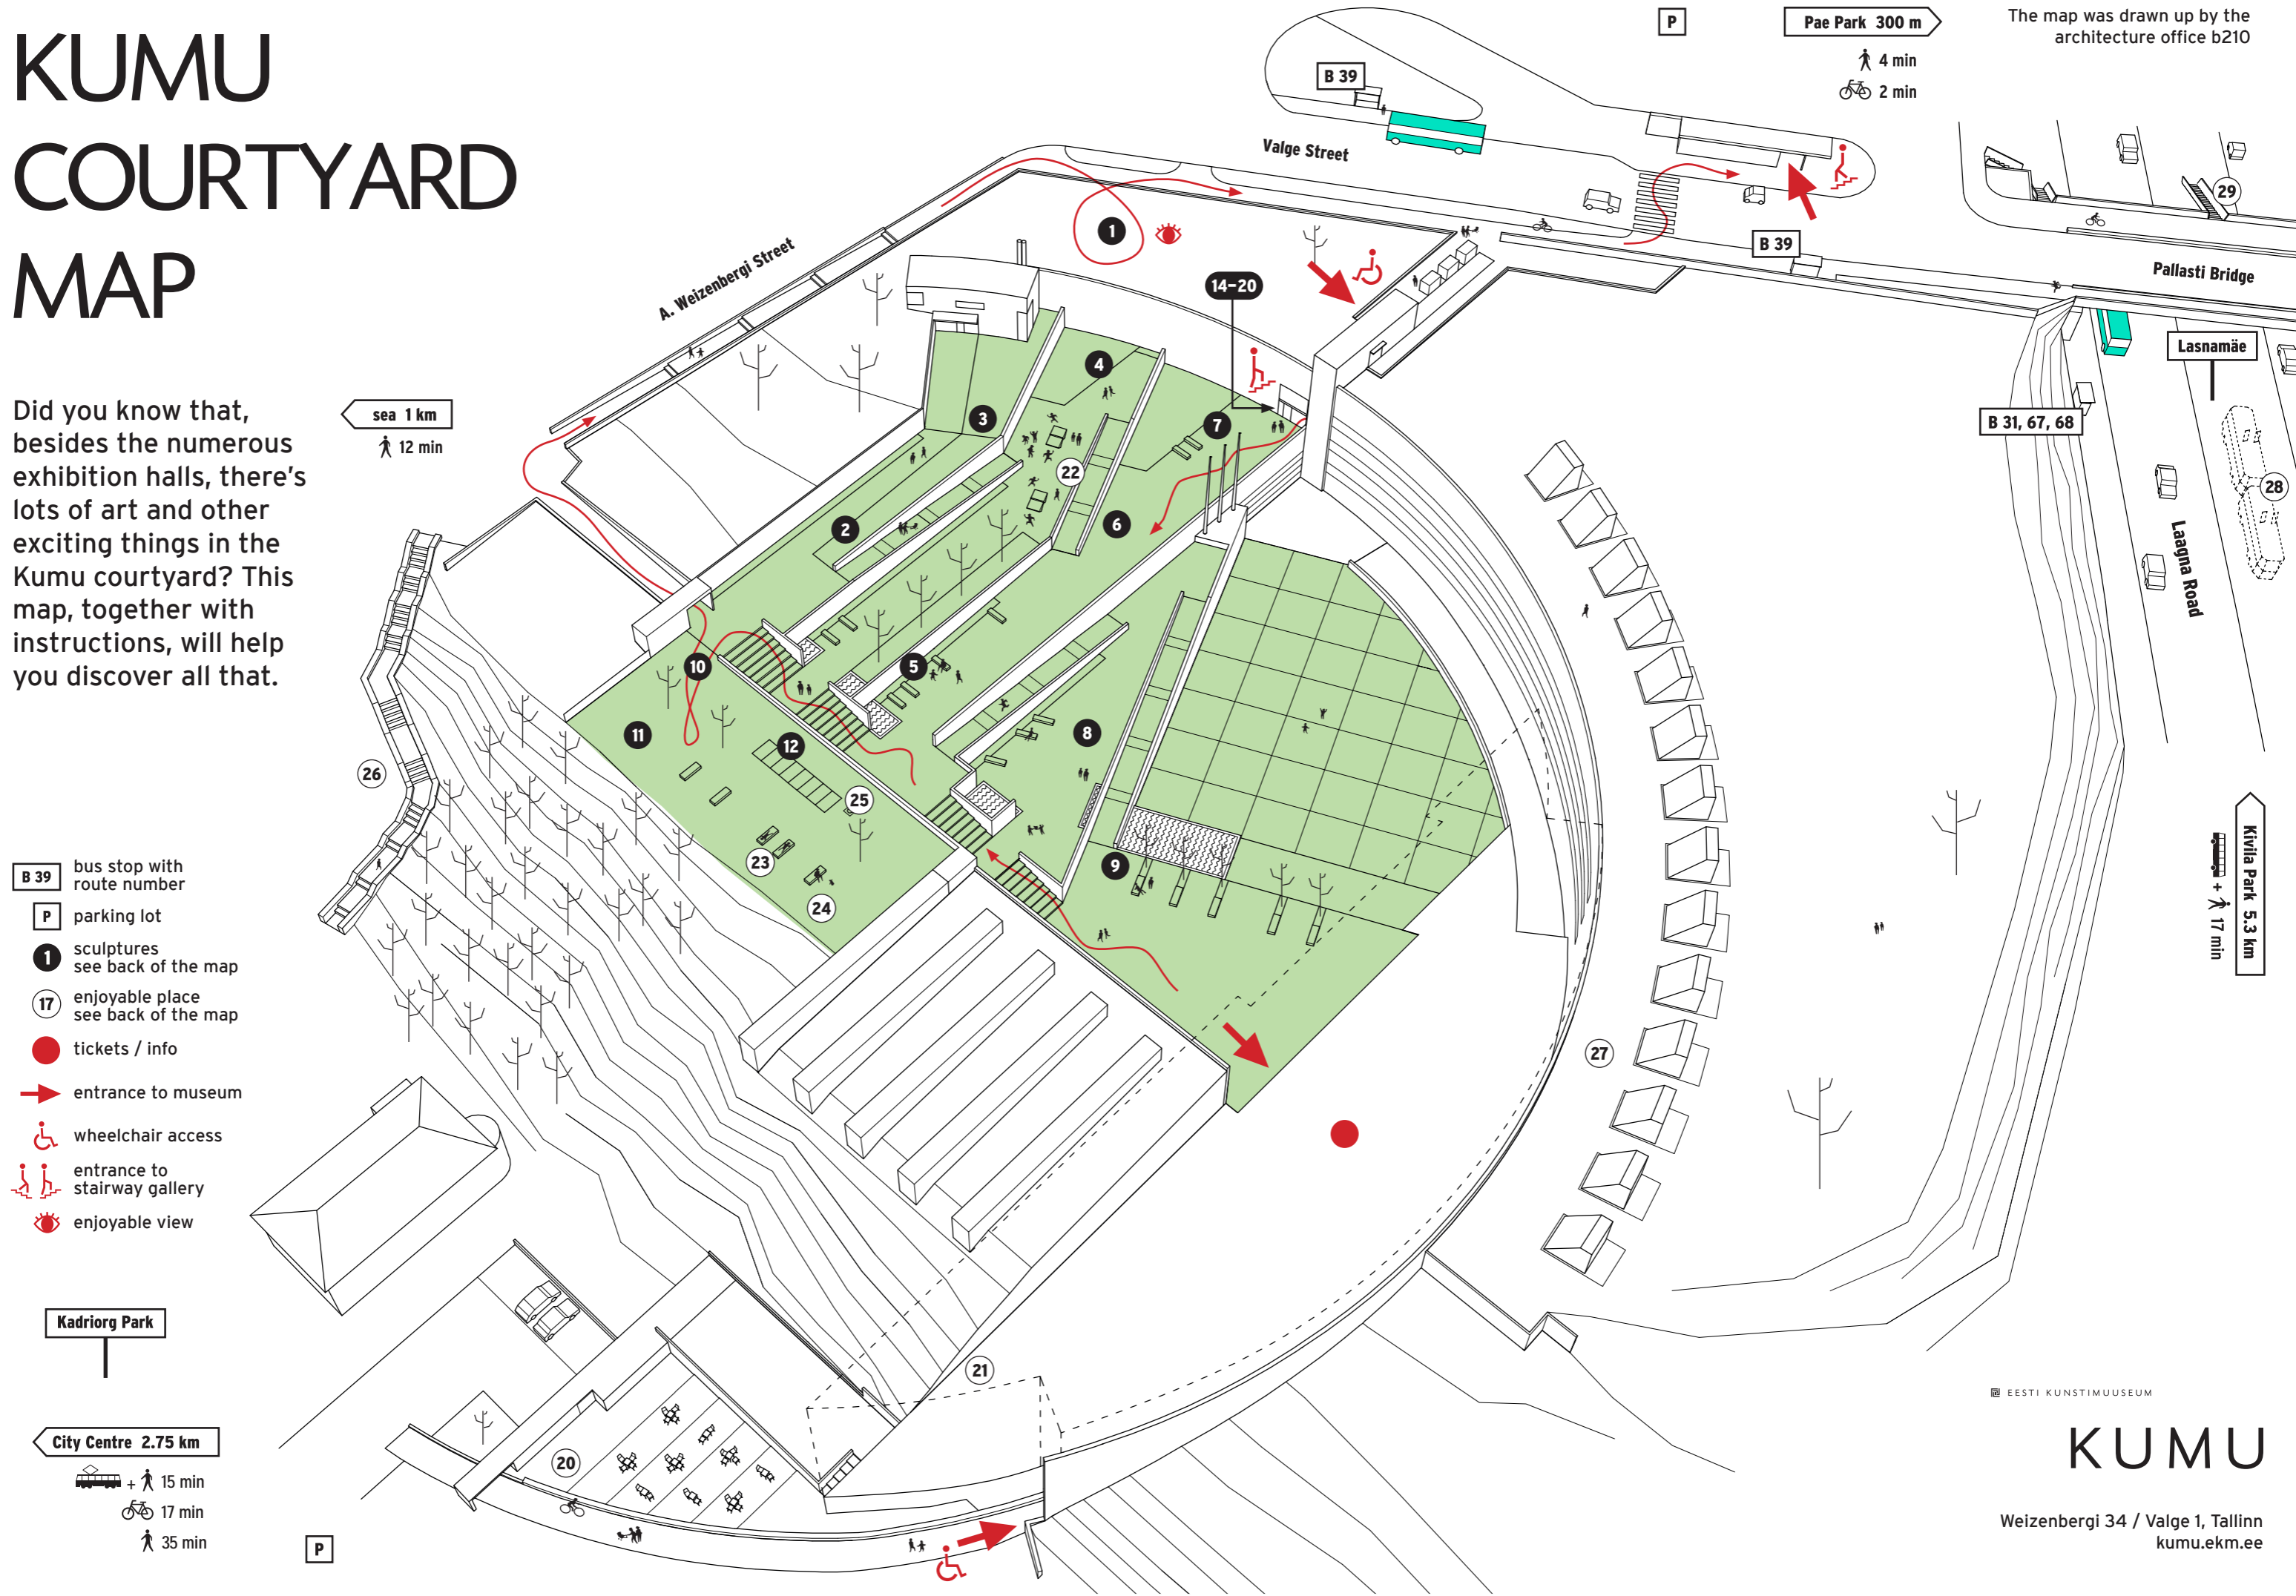 KUMU
COURTYARD
MAP
Did you know that,
besides the numerous
exhibition halls, there's
lots of art and other
exciting things in the
Kumu courtyard? This
map, together with
instructions, will help
you discover all that.
sea 1 km
12 min
B 39
bus stop with
route number
P
parking lot
1
sculptures
see back of the map
17
enjoyable place
see back of the map
tickets / info
entrance to museum
wheelchair access
entrance to
stairway gallery
enjoyable view
Kadriorg Park
City Centre 2.75 km
+ 15 min
17 min
35 min
P
A. Weizenbergi Street
Valge Street
B 39
P
Pae Park 300 m
4 min
2 min
The map was drawn up by the
architecture office b210
29
B 39
Pallasti Bridge
Lasnamäe
B 31, 67, 68
28
Laagna Road
Kivila Park 5.3 km
+ 17 min
1
14–20
4
3
7
22
2
6
10
5
11
12
8
26
25
23
9
24
27
21
20
EESTI KUNSTIMUUSEUM
KUMU
Weizenbergi 34 / Valge 1, Tallinn
kumu.ekm.ee